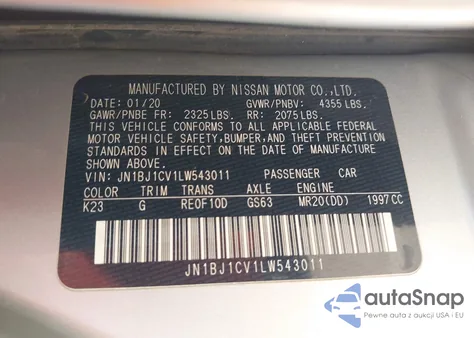 MANUFACTURED BY NISSAN MOTOR CO.,LTD.
DATE: 01/20 GVWR/PNBV: 4355 LBS.
GAWR/PNBE FR: 2325 LBS. RR: 2075 LBS.
THIS VEHICLE CONFORMS TO ALL APPLICABLE FEDERAL
MOTOR VEHICLE SAFETY, BUMPER, AND THEFT PREVENTION
STANDARDS IN EFFECT ON THE DATE OF
MANUFACTURE SHOWN ABOVE.
VIN: JN1BJ1CV1LW543011 PASSENGER CAR
COLOR TRIM TRANS AXLE ENGINE
K23 G RE0F10D GS63 MR20(DD) 1997CC
JN1BJ1CV1LW543011
autoSnap
Pewne auta z USA i EU